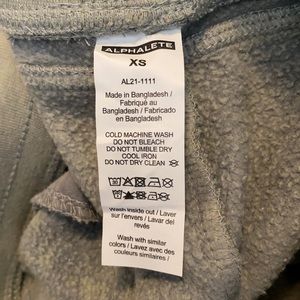 ALPHALETE
XS
AL21-1111
Made in Bangladesh /
Fabriqué au
Bangladesh / Fabricado
en Bangladesh
COLD MACHINE WASH
DO NOT BLEACH
DO NOT TUMBLE DRY
COOL IRON
DO NOT DRY CLEAN
Wash inside out / Laver
sur l'envers / Lavar del
revés
Wash with similar
colors / Lavez avec des
couleurs similaires /